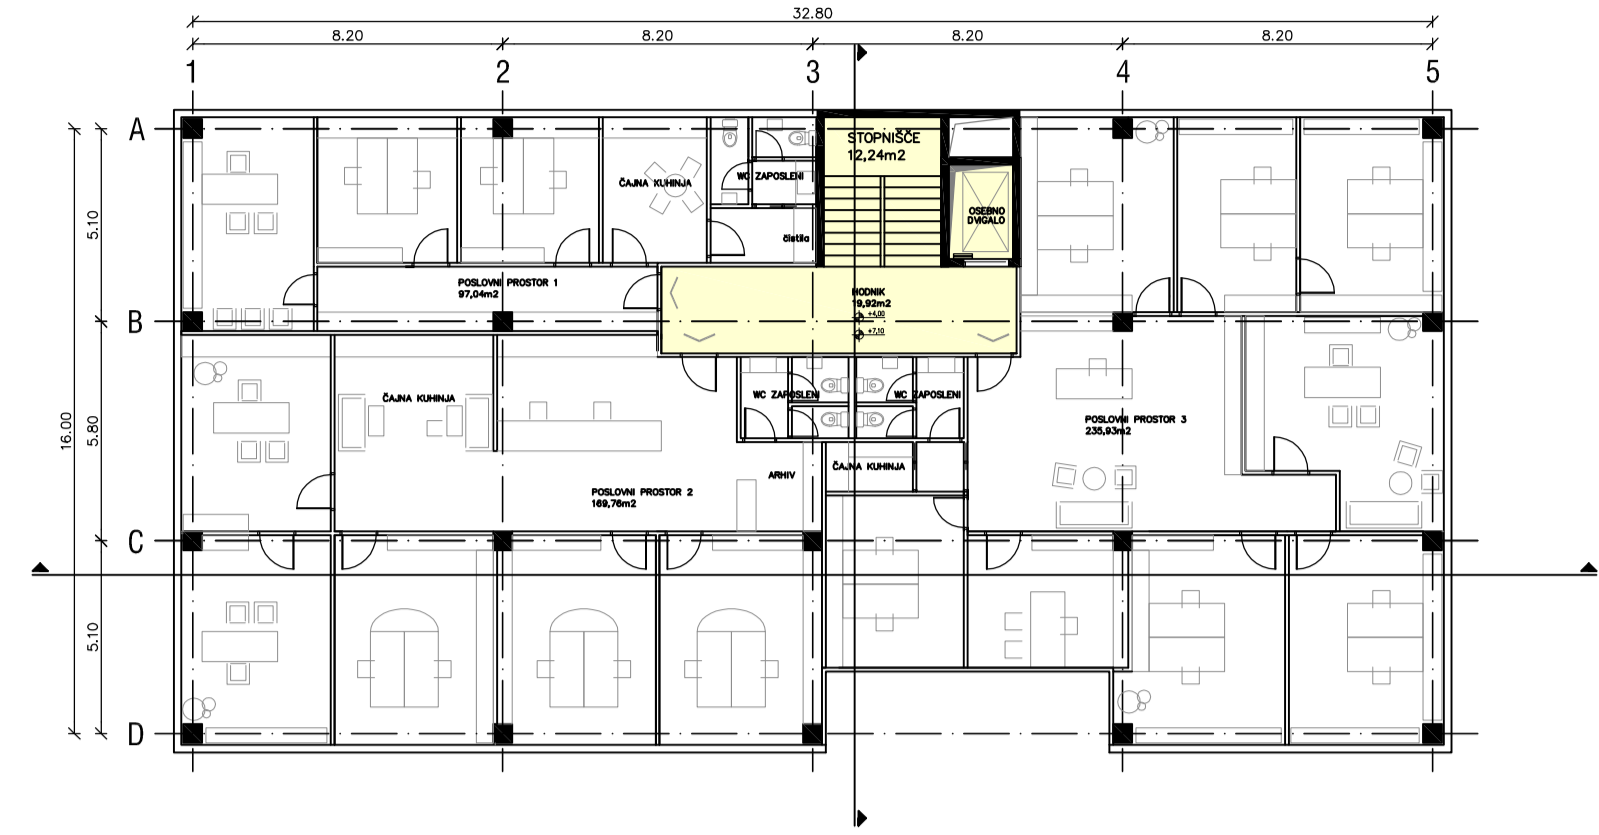 32.80
8.20
8.20
8.20
8.20
1
2
3
4
5
A
B
C
D
16.00
5.10
5.80
5.10
STOPNIŠČE
12,24m2
OSEBNO
DVIGALO
ČAJNA KUHINJA
WC ZAPOSLENI
čistila
POSLOVNI PROSTOR 1
97,04m2
HODNIK
19,92m2
+4,00
+7,10
ČAJNA KUHINJA
WC ZAPOSLENI
WC ZAPOSLENI
POSLOVNI PROSTOR 3
235,93m2
ČAJNA KUHINJA
ARHIV
POSLOVNI PROSTOR 2
169,76m2